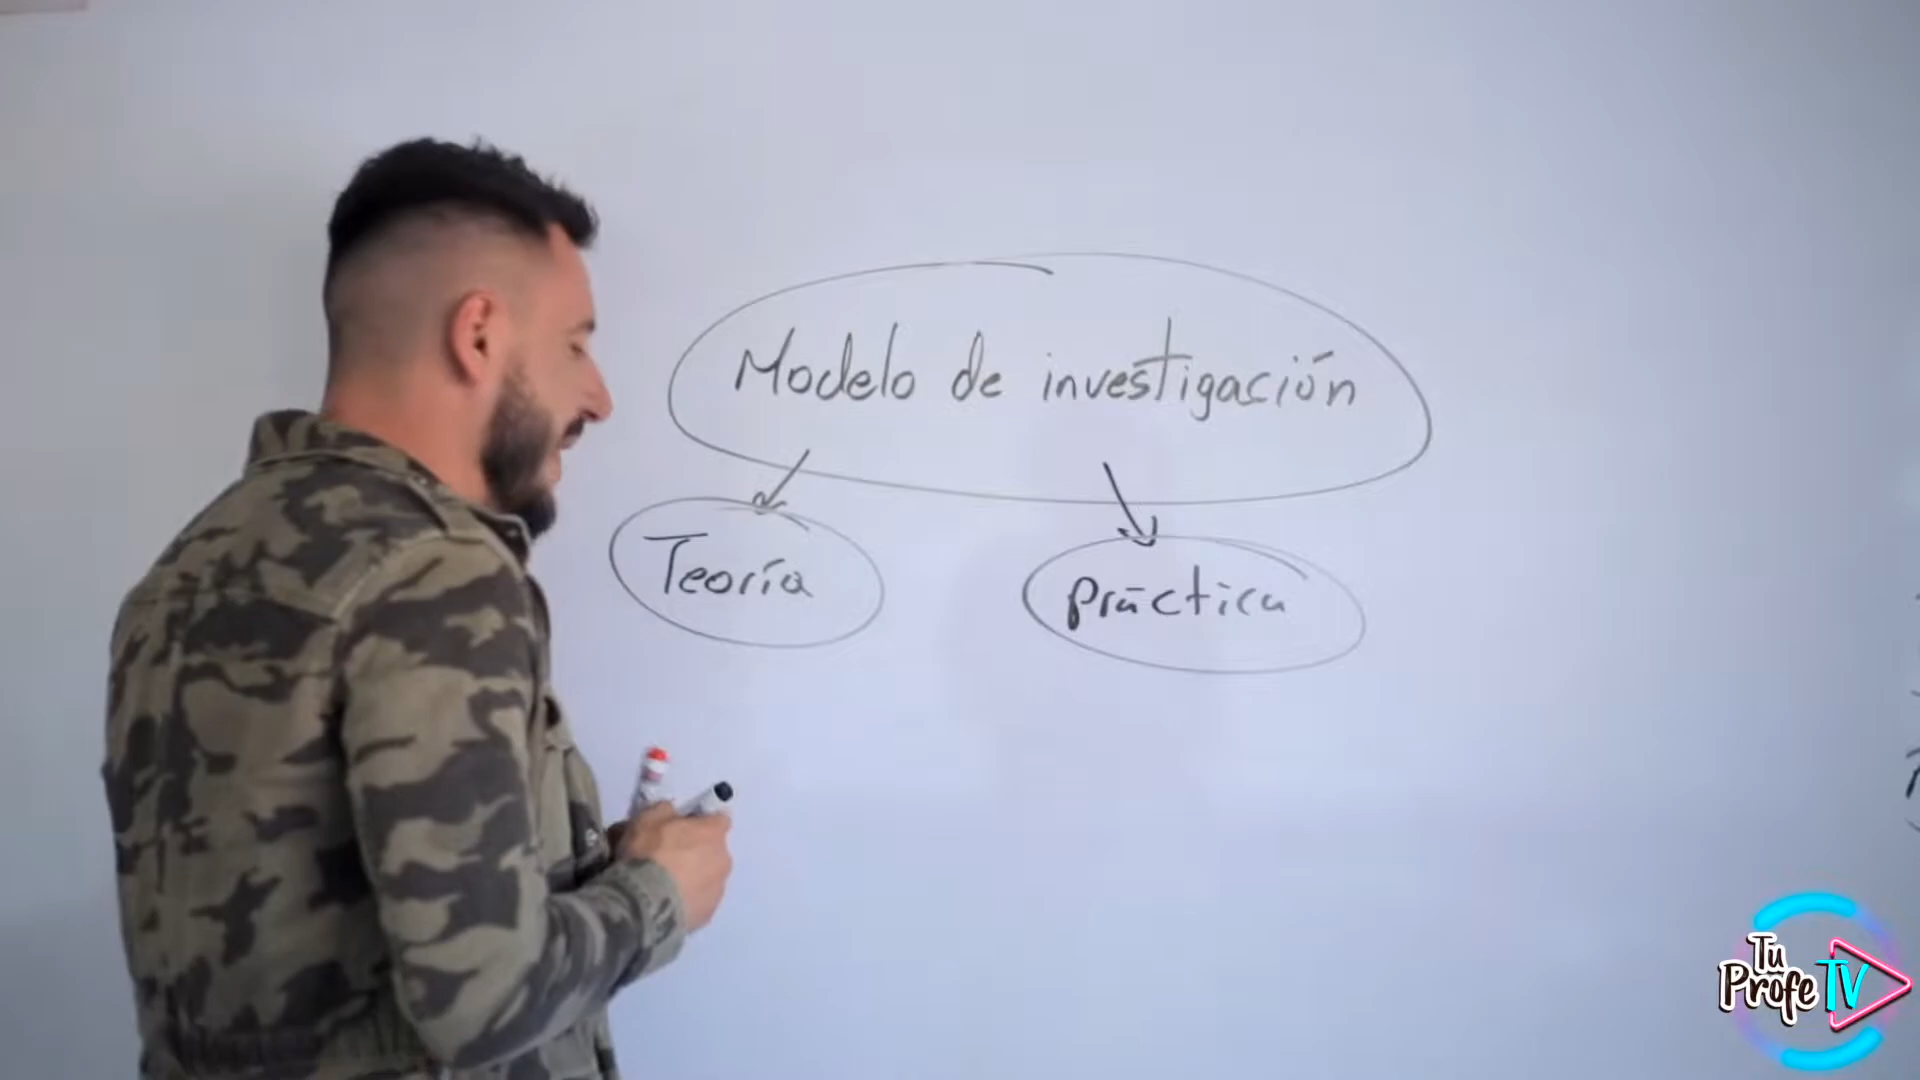 Modelo de investigación
Teoría
práctica
Tu
Profe TV